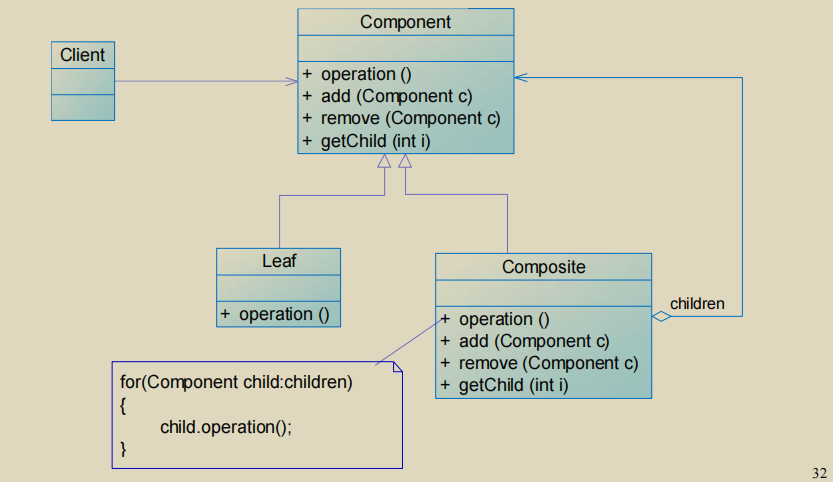 Component
Client
+ operation ()
+ add (Component c)
+ remove (Component c)
+ getChild (int i)
Leaf
+ operation ()
Composite
+ operation ()
+ add (Component c)
+ remove (Component c)
+ getChild (int i)
children
for(Component child:children)
{
child.operation();
}
32